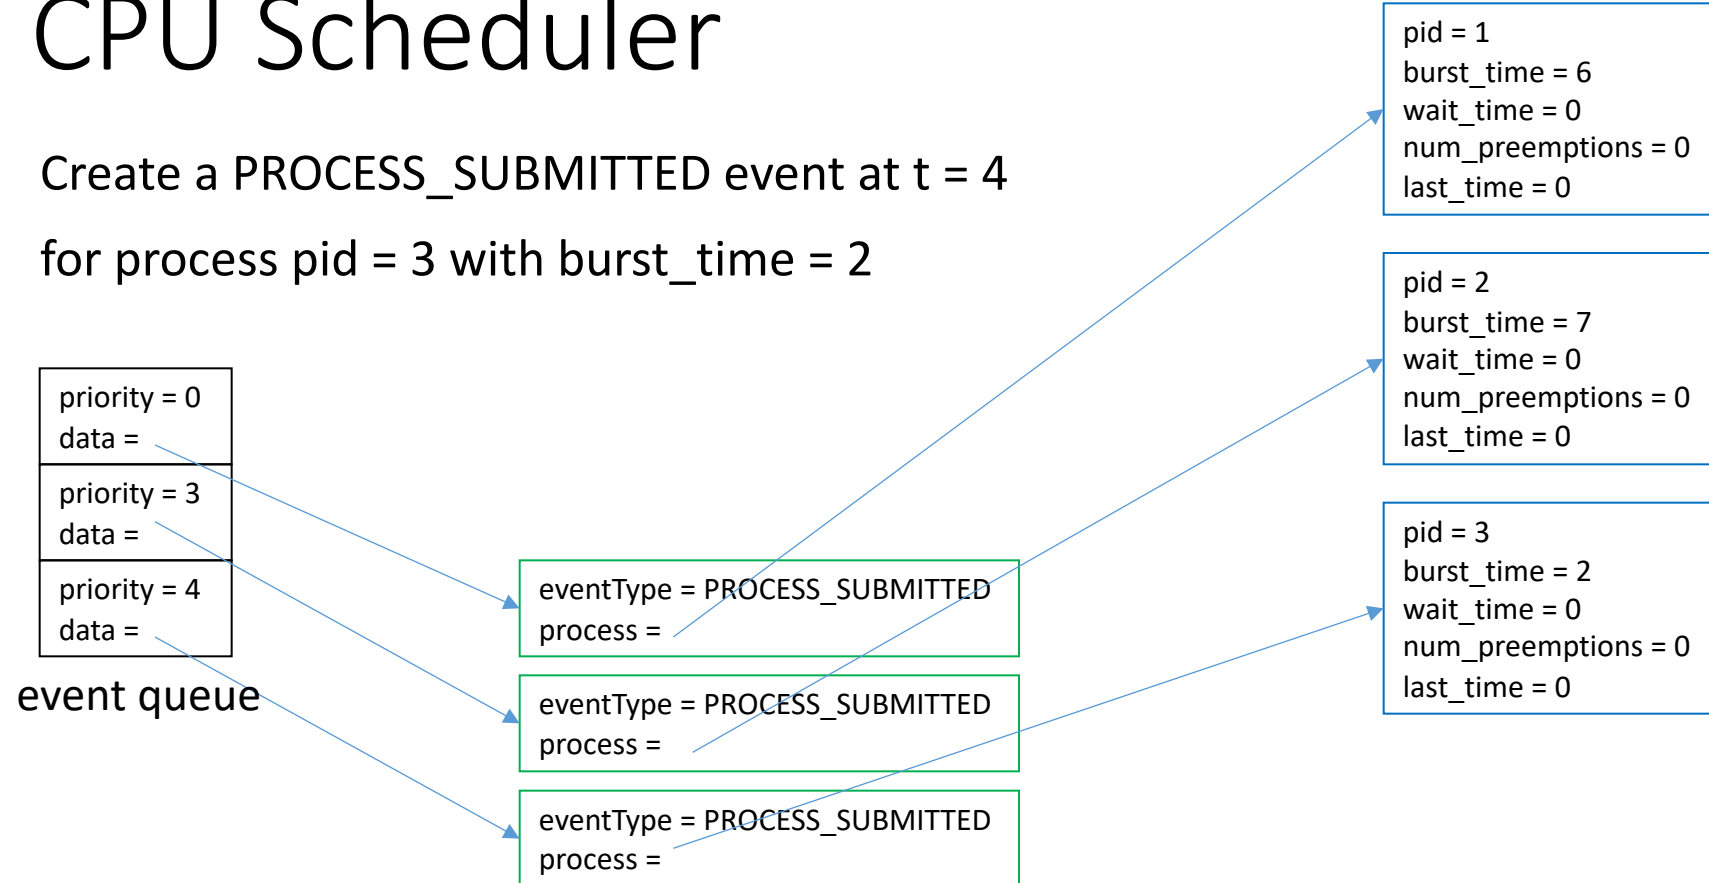 CPU Scheduler
Create a PROCESS_SUBMITTED event at t = 4
for process pid = 3 with burst_time = 2
priority = 0
data =
priority = 3
data =
priority = 4
data =
event queue
eventType = PROCESS_SUBMITTED
process =
eventType = PROCESS_SUBMITTED
process =
eventType = PROCESS_SUBMITTED
process =
pid = 1
burst_time = 6
wait_time = 0
num_preemptions = 0
last_time = 0
pid = 2
burst_time = 7
wait_time = 0
num_preemptions = 0
last_time = 0
pid = 3
burst_time = 2
wait_time = 0
num_preemptions = 0
last_time = 0